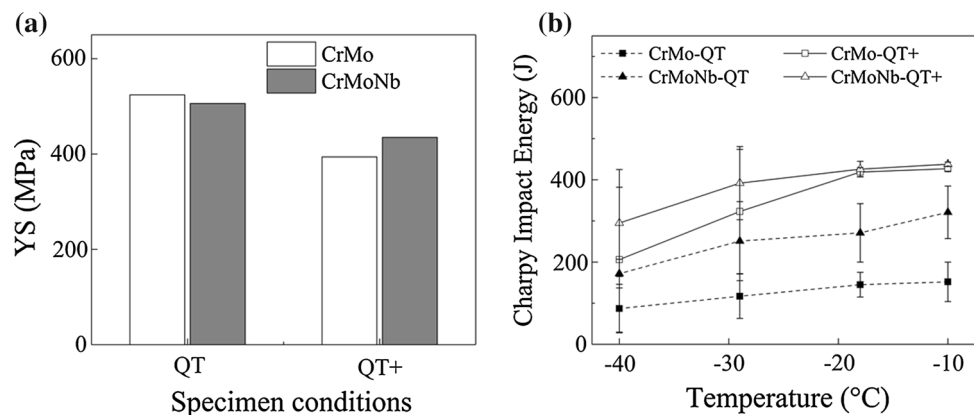 (a)
600
400
200
0
YS (MPa)
CrMo
CrMoNb
QT QT+
Specimen conditions
(b)
600
400
200
0
Charpy Impact Energy (J)
CrMo-QT CrMo-QT+
CrMoNb-QT CrMoNb-QT+
-40 -30 -20 -10
Temperature (°C)